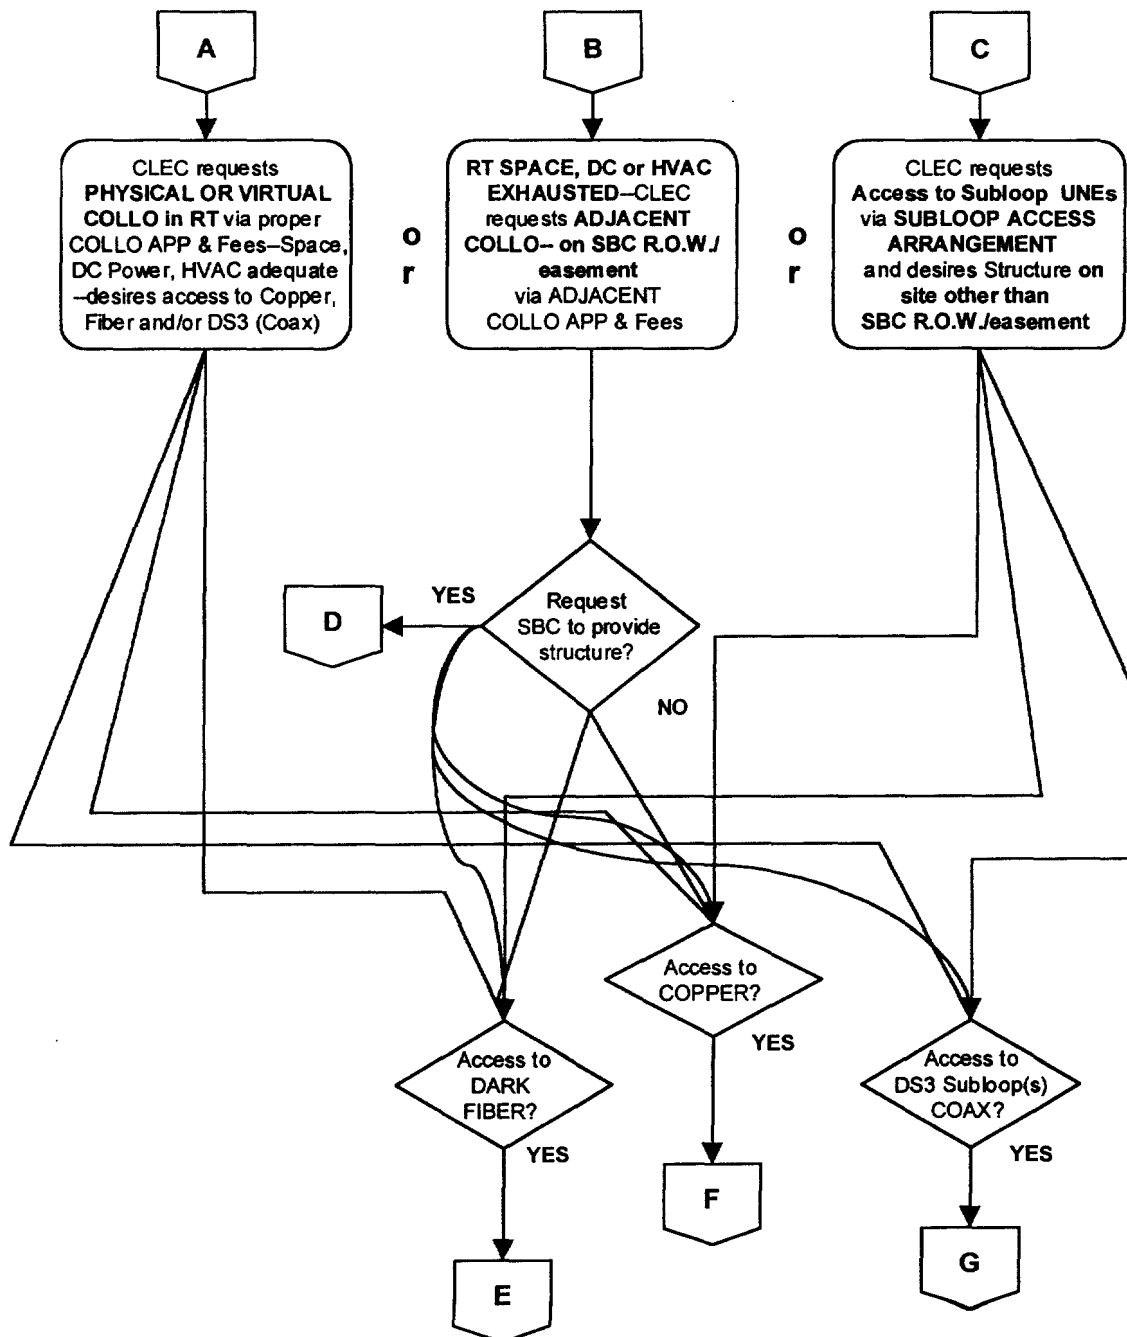 A
B
C
CLEC requests
PHYSICAL OR VIRTUAL
COLLO in RT via proper
COLLO APP & Fees--Space,
DC Power, HVAC adequate
--desires access to Copper,
Fiber and/or DS3 (Coax)
o
r
RT SPACE, DC or HVAC
EXHAUSTED--CLEC
requests ADJACENT
COLLO-- on SBC R.O.W./
easement
via ADJACENT
COLLO APP & Fees
o
r
CLEC requests
Access to Subloop UNEs
via SUBLOOP ACCESS
ARRANGEMENT
and desires Structure on
site other than
SBC R.O.W./easement
D
YES
Request
SBC to provide
structure?
NO
Access to
COPPER?
YES
Access to
DARK
FIBER?
YES
Access to
DS3 Subloop(s)
COAX?
YES
F
G
E